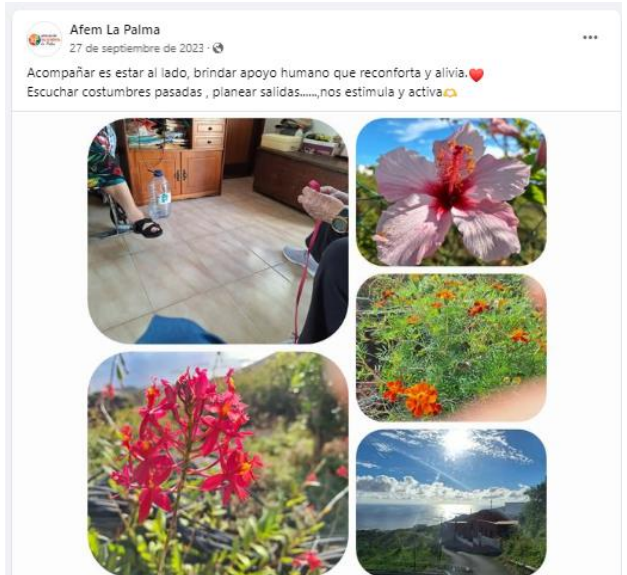 Afem La Palma
27 de septiembre de 2023 ·
Acompañar es estar al lado, brindar apoyo humano que reconforta y alivia.❤️
Escuchar costumbres pasadas , planear salidas......,nos estimula y activa🫶